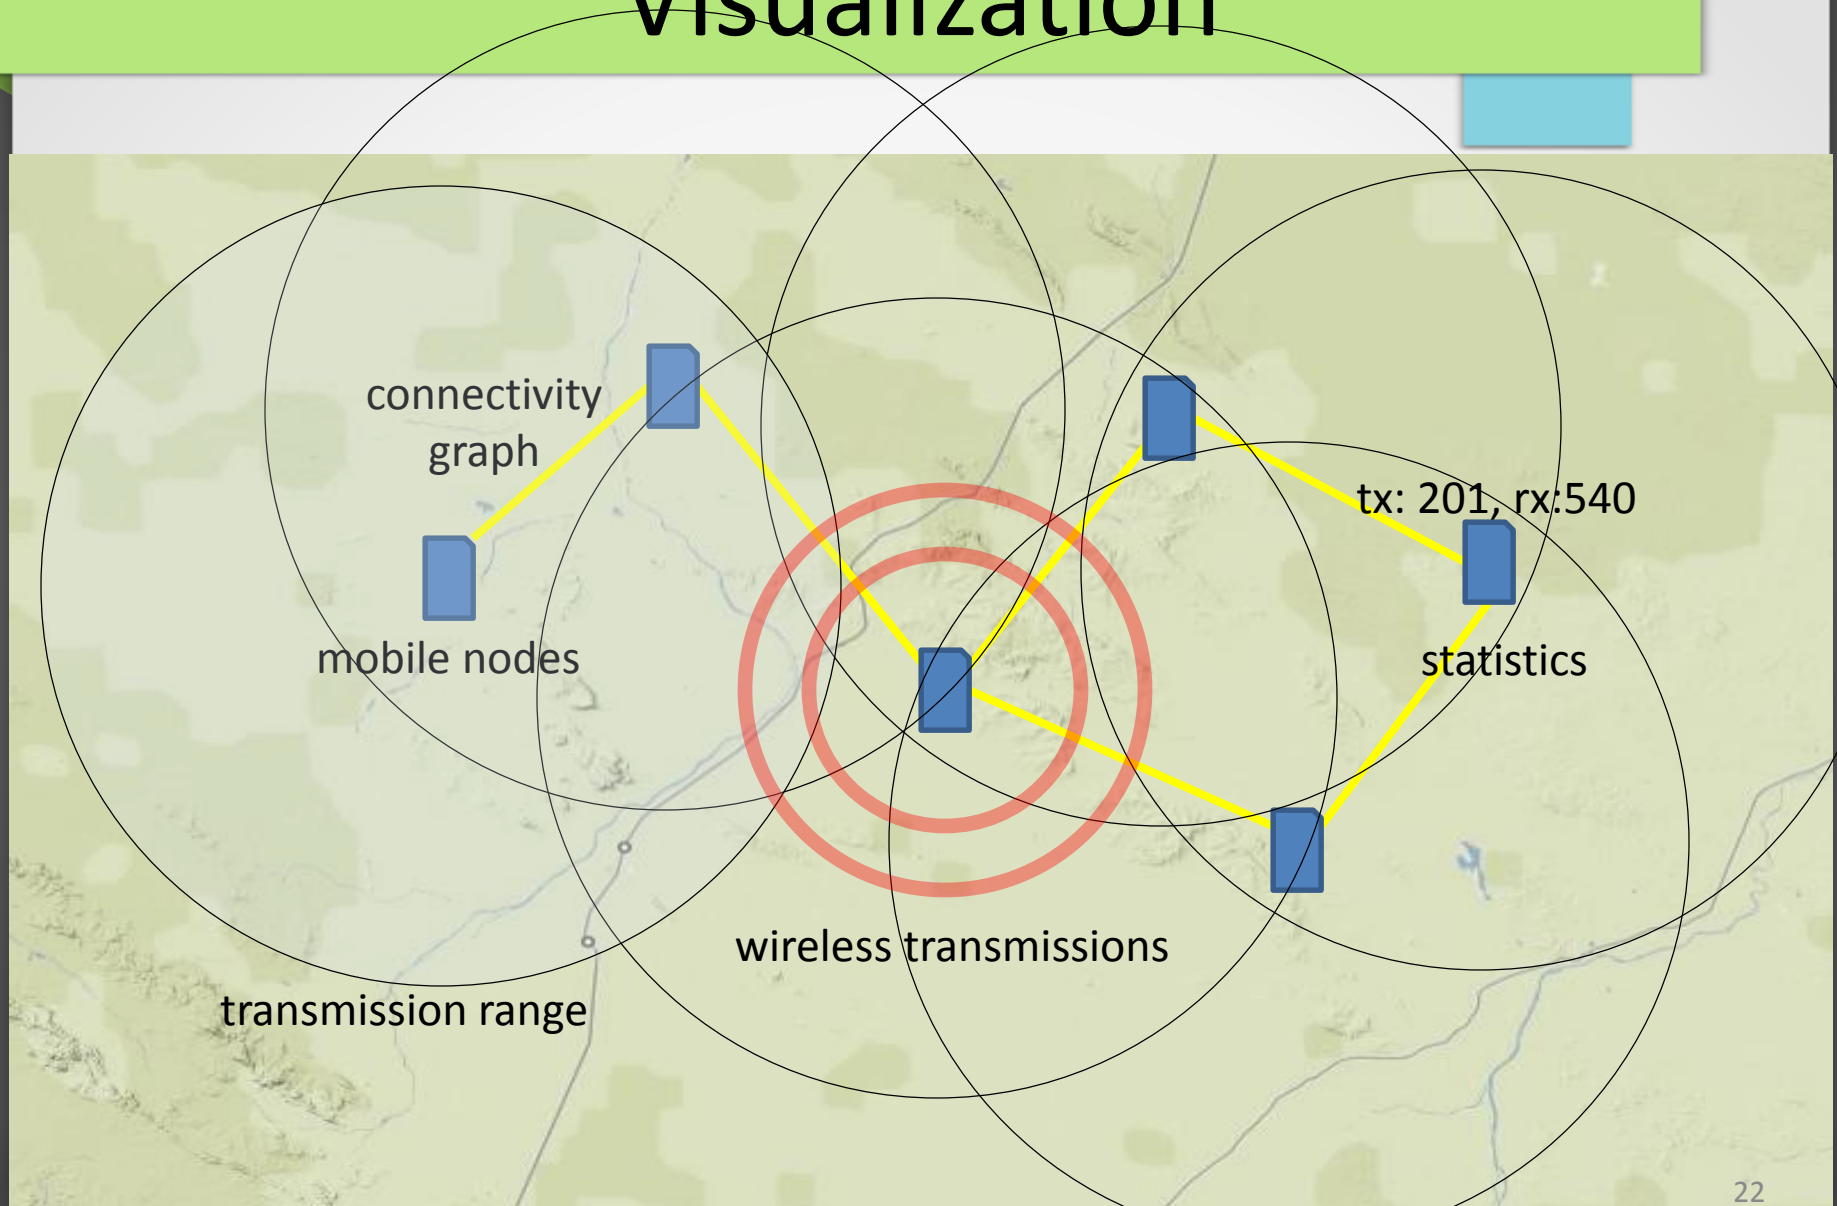 Visualization
connectivity
graph
tx: 201, rx:540
mobile nodes
statistics
wireless transmissions
transmission range
22